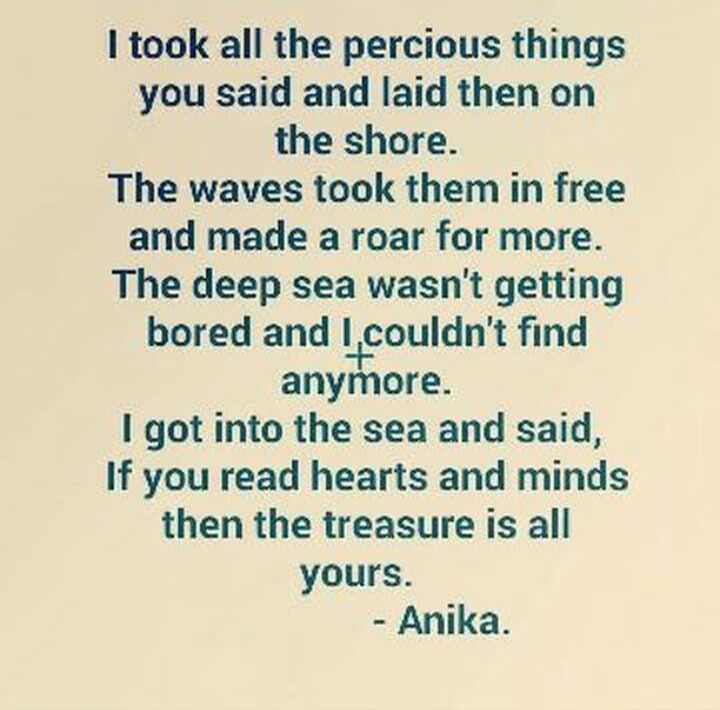 I took all the percious things
you said and laid then on
the shore.
The waves took them in free
and made a roar for more.
The deep sea wasn't getting
bored and I couldn't find
anymore.
I got into the sea and said,
If you read hearts and minds
then the treasure is all
yours.
- Anika.